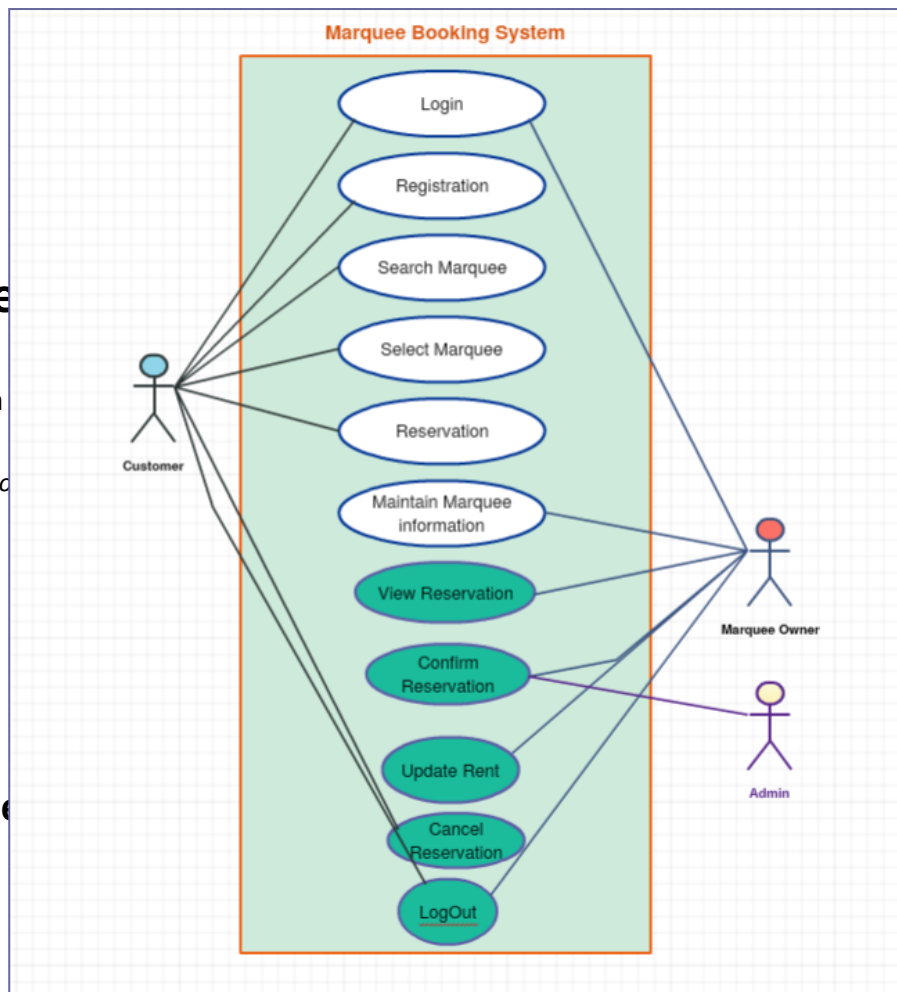 Marquee Booking System
Login
Registration
Search Marquee
Select Marquee
Reservation
Maintain Marquee
information
View Reservation
Confirm
Reservation
Update Rent
Cancel
Reservation
LogOut
Customer
Marquee Owner
Admin